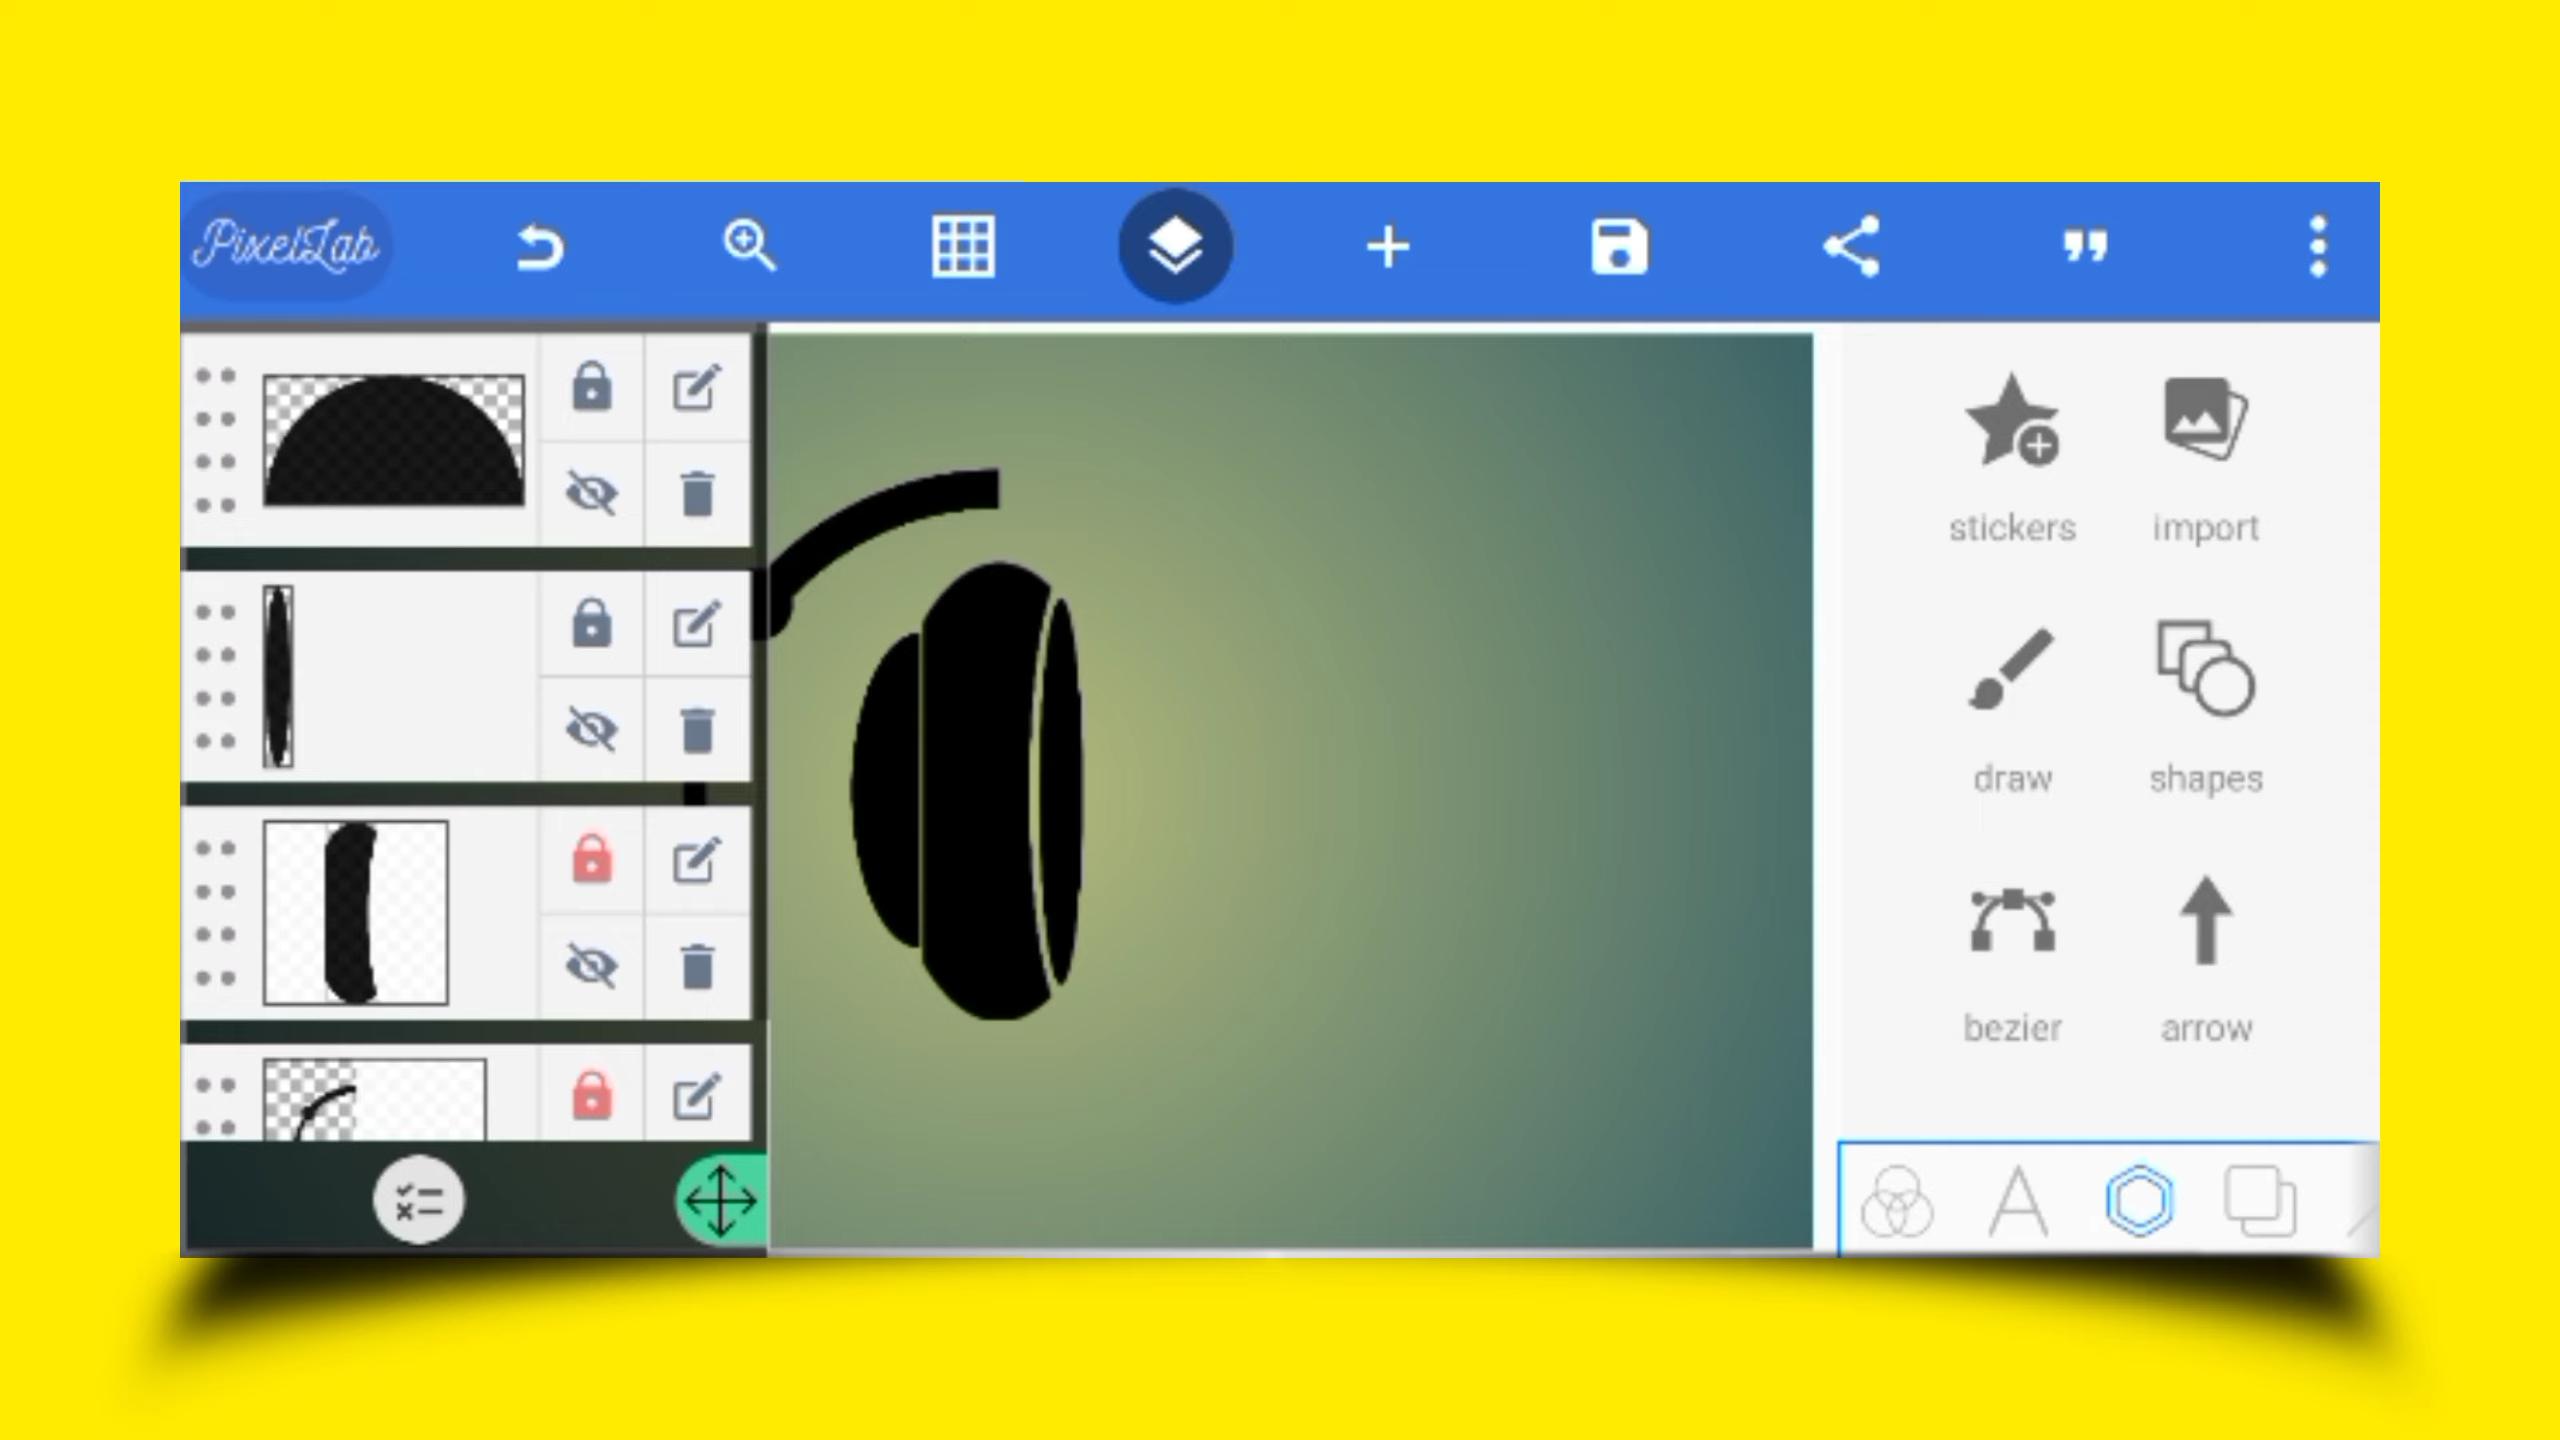 PixelLab
stickers
import
draw
shapes
bezier
arrow